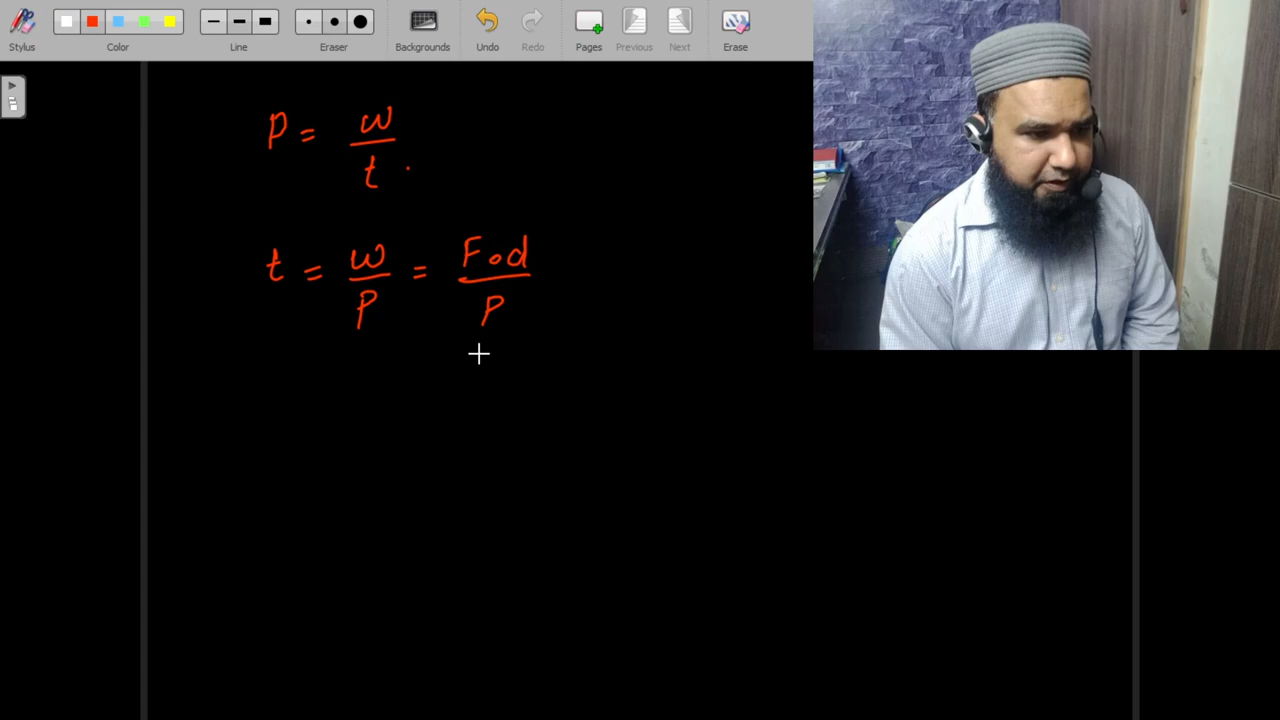 Stylus Color Line Eraser Backgrounds Undo Redo Pages Previous Next Erase
P = w/t .
t = w/P = F∘d/P